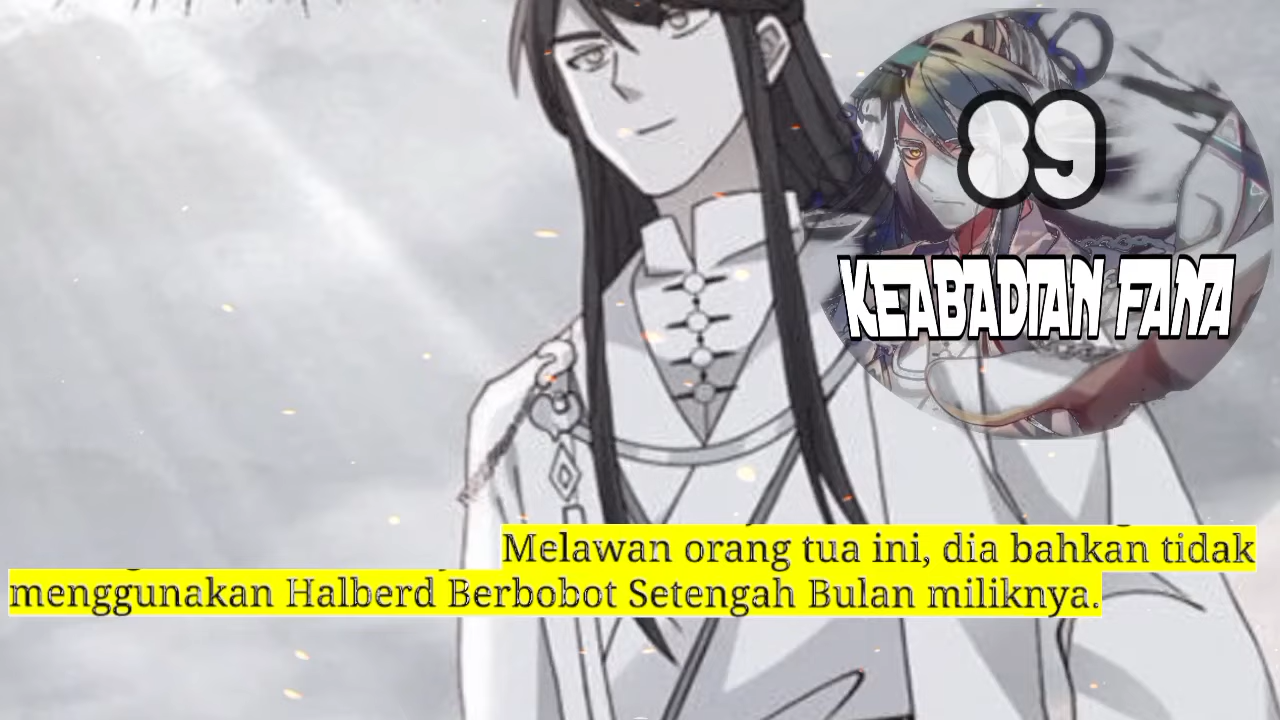 89
KEABADIAN FANA
Melawan orang tua ini, dia bahkan tidak
menggunakan Halberd Berbobot Setengah Bulan miliknya.